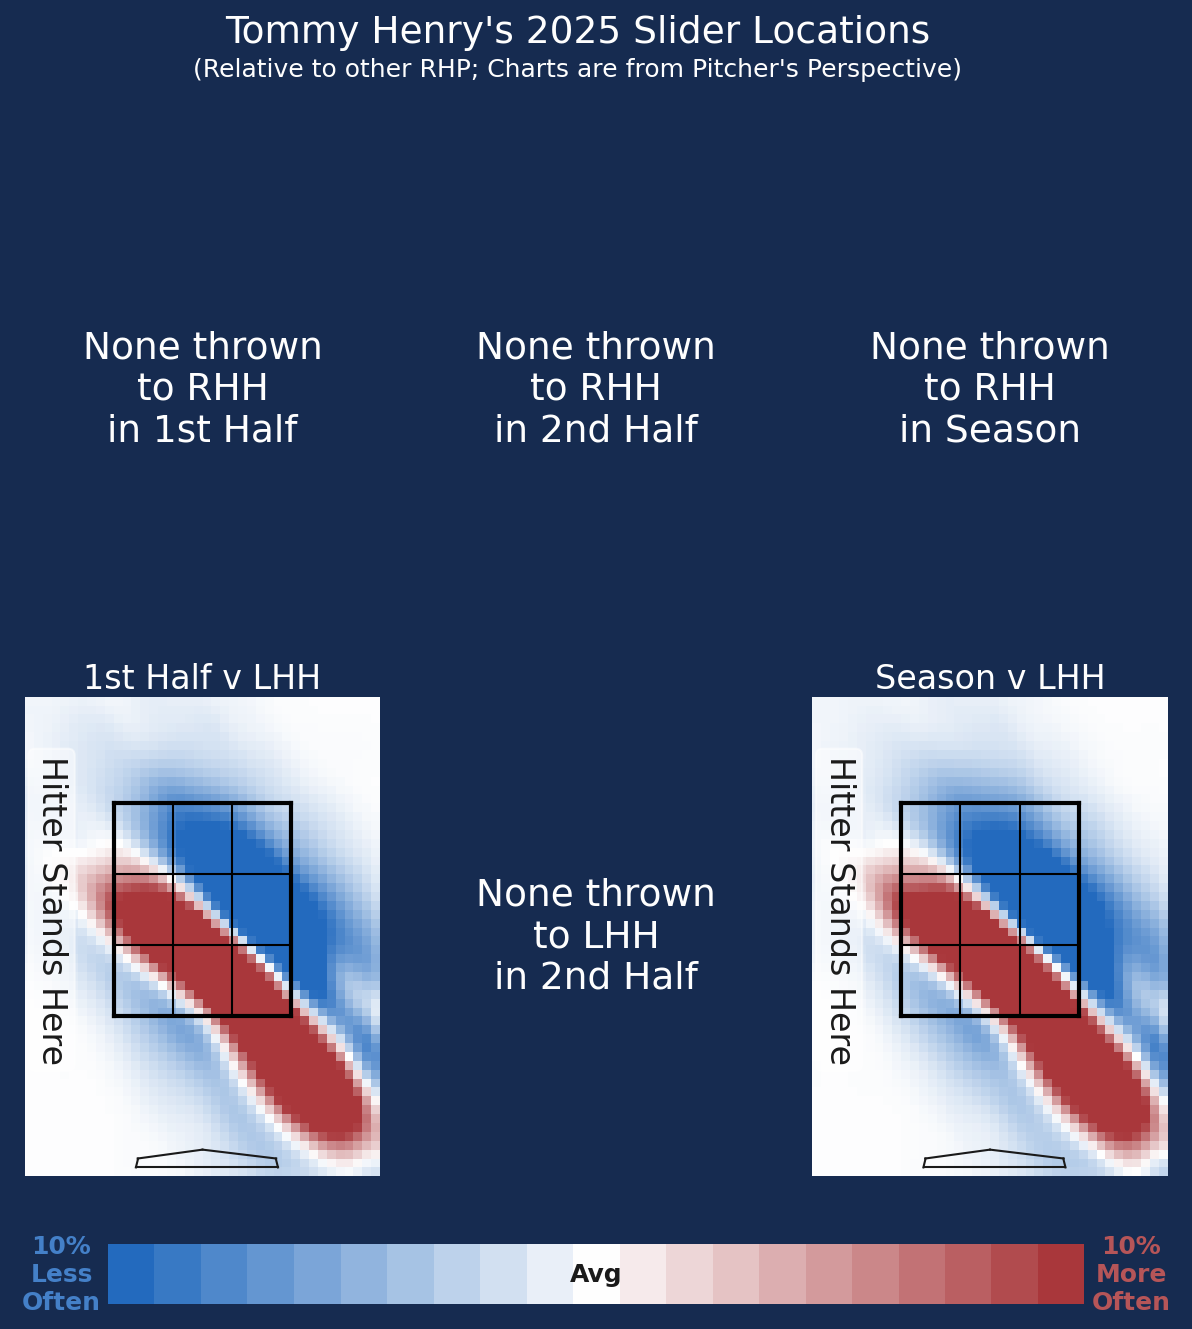 Tommy Henry's 2025 Slider Locations
(Relative to other RHP; Charts are from Pitcher's Perspective)
None thrown
to RHH
in 1st Half
None thrown
to RHH
in 2nd Half
None thrown
to RHH
in Season
1st Half v LHH
Hitter Stands Here
None thrown
to LHH
in 2nd Half
Season v LHH
Hitter Stands Here
10%
Less
Often
Avg
10%
More
Often